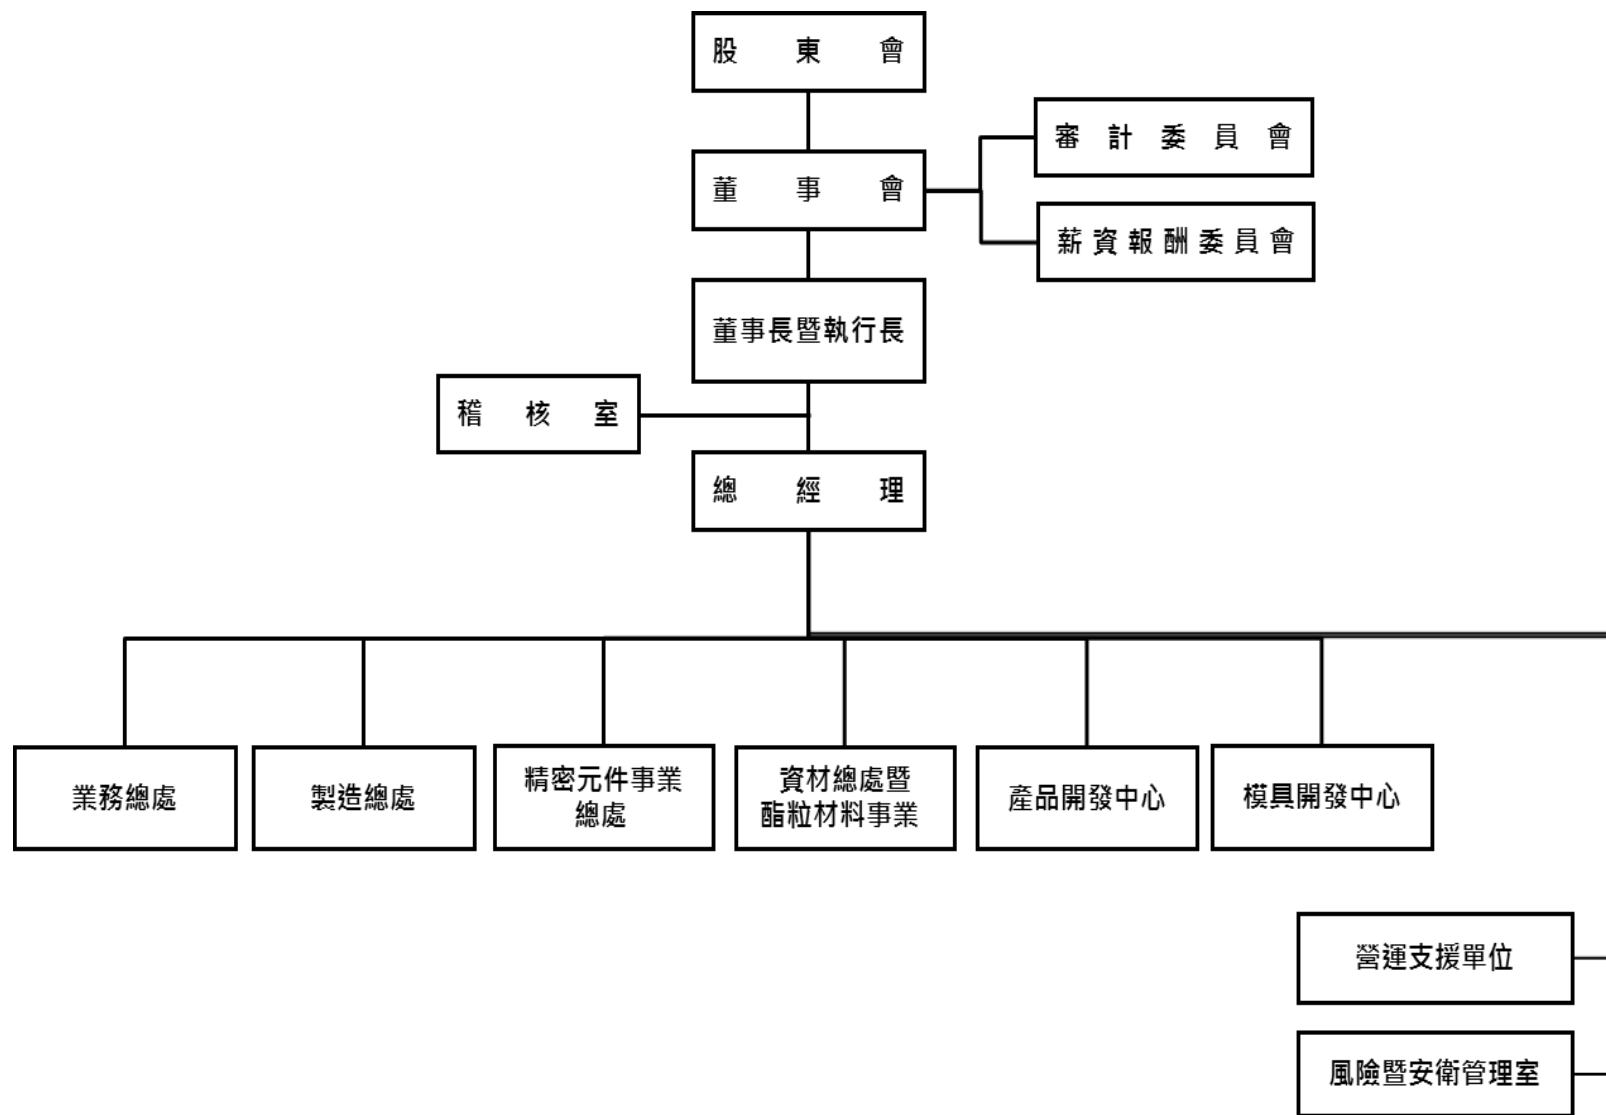 股東會
審計委員會
董事會
薪資報酬委員會
董事長暨執行長
稽核室
總經理
業務總處
製造總處
精密元件事業
總處
資材總處暨
酯粒材料事業
產品開發中心
模具開發中心
營運支援單位
風險暨安衛管理室